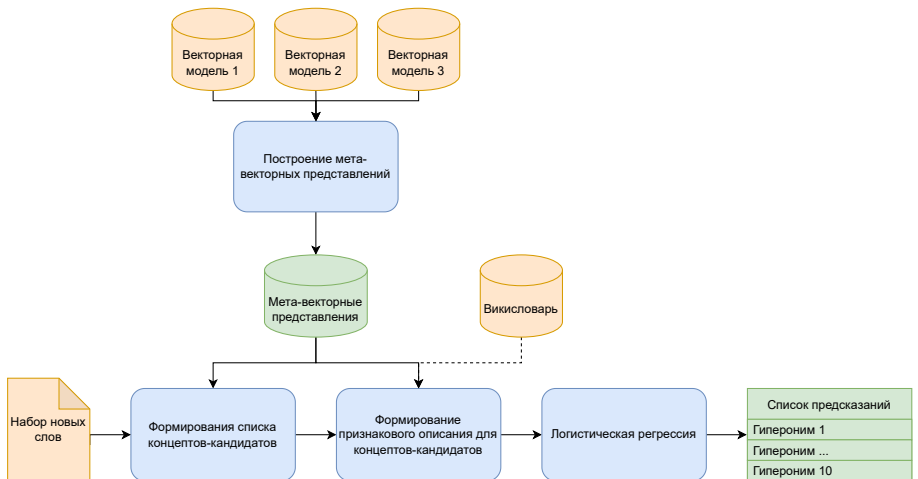 Векторная
модель 1
Векторная
модель 2
Векторная
модель 3
Построение мета-
векторных представлений
Мета-векторные
представления
Викисловарь
Набор новых
слов
Формирования списка
концептов-кандидатов
Формирование
признакового описания для
концептов-кандидатов
Логистическая регрессия
Список предсказаний
Гипероним 1
Гипероним ...
Гипероним 10